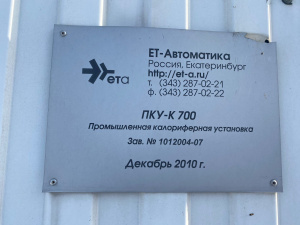 ета
ЕТ-Автоматика
Россия, Екатеринбург
http://et-a.ru/
т. (343) 287-02-21
ф. (343) 287-02-22
ПКУ-К 700
Промышленная калориферная установка
Зав. № 1012004-07
Декабрь 2010 г.